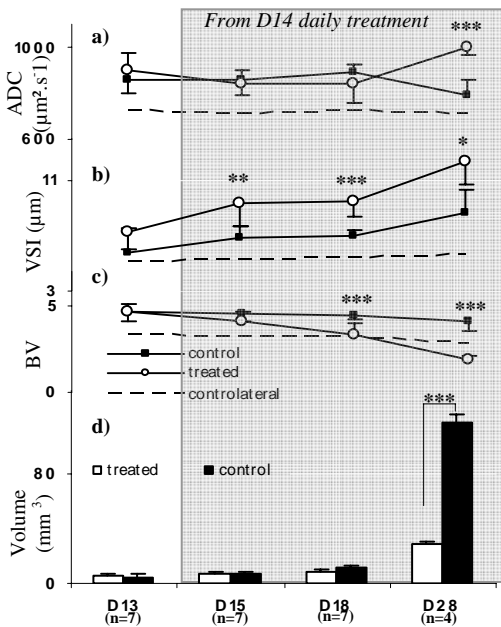 From D14 daily treatment
a)
***
1000
ADC
(µm².s-1)
600
b)
**
***
*
11
VSI (µm)
3
c)
***
***
5
BV
0
control
treated
controlateral
d)
***
treated
control
80
Volume
(mm3)
0
D13
D15
D18
D28
(n=7)
(n=7)
(n=7)
(n=4)